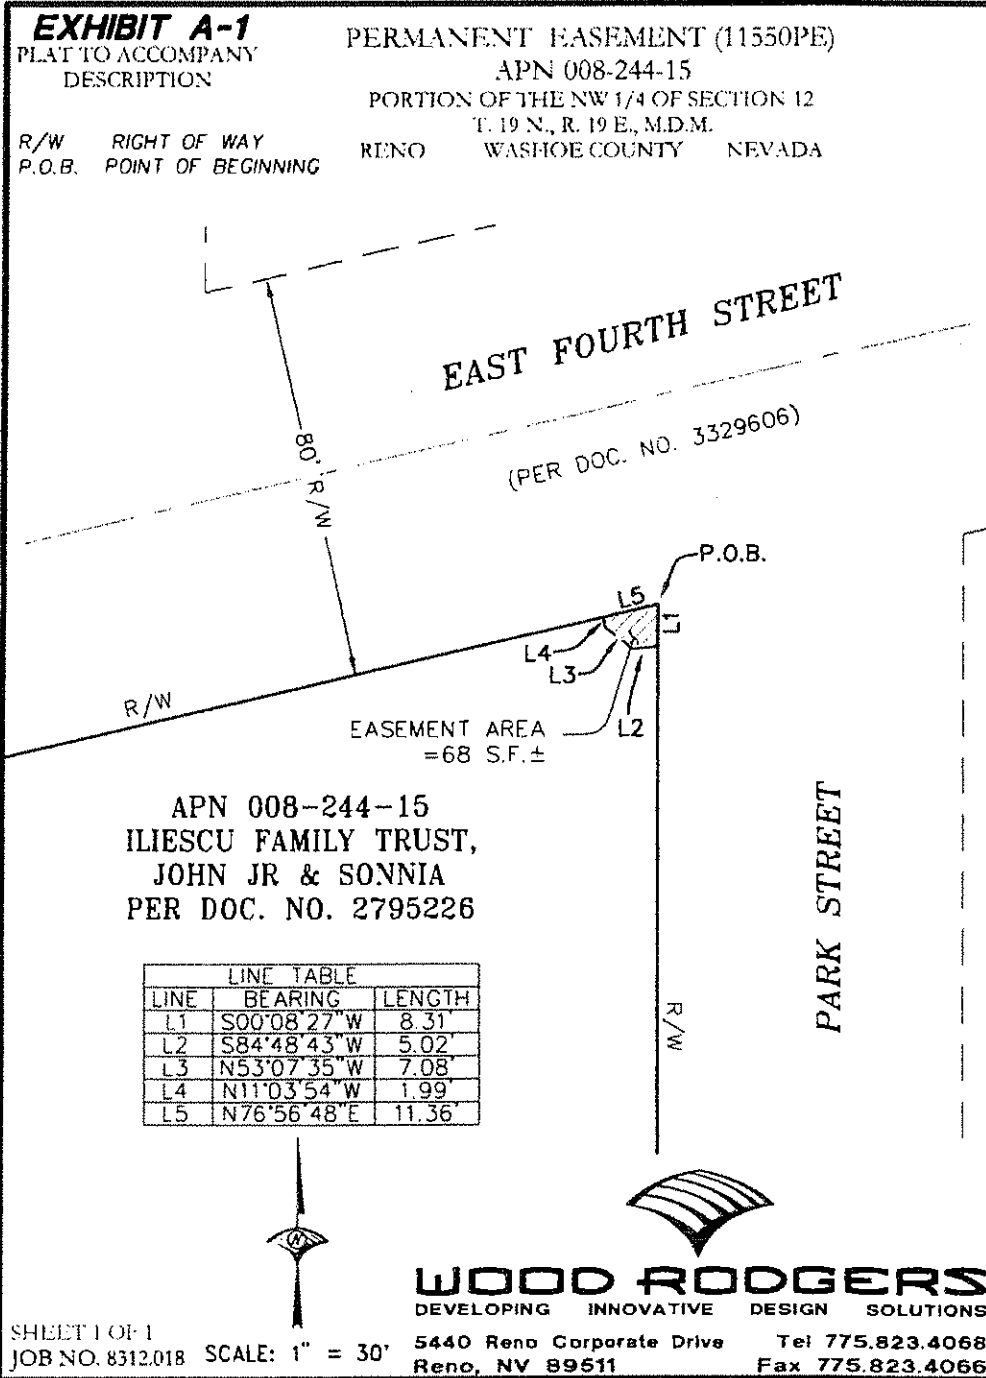 EXHIBIT A-1
PLAT TO ACCOMPANY
DESCRIPTION
PERMANENT EASEMENT (11550PE)
APN 008-244-15
PORTION OF THE NW 1/4 OF SECTION 12
T. 19 N., R. 19 E., M.D.M.
RENO WASHOE COUNTY NEVADA
R/W RIGHT OF WAY
P.O.B. POINT OF BEGINNING
EAST FOURTH STREET
(PER DOC. NO. 3329606)
80' R/W
P.O.B.
L5
L1
L4
L3
L2
R/W
EASEMENT AREA
=68 S.F.±
APN 008-244-15
ILIESCU FAMILY TRUST,
JOHN JR & SONNIA
PER DOC. NO. 2795226
PARK STREET
R/W
LINE TABLE
LINE BEARING LENGTH
L1 S00°08'27"W 8.31'
L2 S84°48'43"W 5.02'
L3 N53°07'35"W 7.08'
L4 N11°03'54"W 1.99'
L5 N76°56'48"E 11.36'
N
WOOD RODGERS
DEVELOPING INNOVATIVE DESIGN SOLUTIONS
5440 Reno Corporate Drive Tel 775.823.4068
Reno, NV 89511 Fax 775.823.4066
SHEET 1 OF 1
JOB NO. 8312.018 SCALE: 1" = 30'